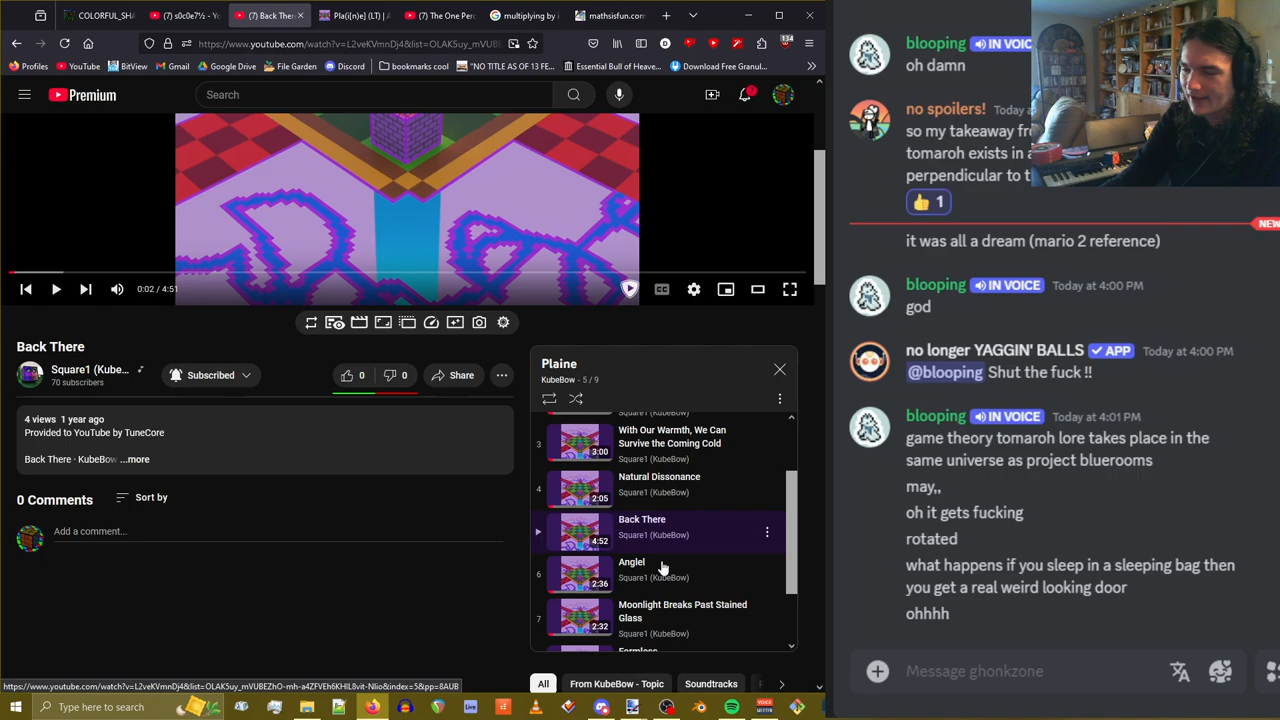 COLORFUL_SHA
(7) s0c0e7½ - Yo
(7) Back There
Pla(i[n]e) (LT) | A
(7) The One Per
multiplying by i
mathsisfun.com
https://www.youtube.com/watch?v=L2veKVmnDj4&list=OLAK5uy_mVUB
134
Profiles
YouTube
BitView
Gmail
Google Drive
File Garden
Discord
bookmarks cool
"NO TITLE AS OF 13 FE...
Essential Bull of Heave...
Download Free Granul...
Premium
Search
0:02 / 4:51
CC
Back There
Square1 (Kube...
70 subscribers
Subscribed
0
0
Share
4 views 1 year ago
Provided to YouTube by TuneCore
Back There · KubeBow ...more
0 Comments
Sort by
Add a comment...
Plaine
KubeBow - 5 / 9
Square1 (KubeBow)
3
3:00
With Our Warmth, We Can
Survive the Coming Cold
Square1 (KubeBow)
4
2:05
Natural Dissonance
Square1 (KubeBow)
4:52
Back There
Square1 (KubeBow)
6
2:36
Anglel
Square1 (KubeBow)
7
2:32
Moonlight Breaks Past Stained
Glass
Square1 (KubeBow)
Formless
All
From KubeBow - Topic
Soundtracks
https://www.youtube.com/watch?v=L2veKVmnDj4&list=OLAK5uy_mVUBEZhO-mh-a4ZFVEh6KHIL8vit-NIio&index=5&pp=8AUB
Type here to search
blooping IN VOICE
oh damn
no spoilers! Today a
so my takeaway fr
tomaroh exists in a
perpendicular to t
1
NEW
it was all a dream (mario 2 reference)
blooping IN VOICE Today at 4:00 PM
god
no longer YAGGIN' BALLS APP Today at 4:00 PM
@blooping Shut the fuck !!
blooping IN VOICE Today at 4:01 PM
game theory tomaroh lore takes place in the
same universe as project bluerooms
may,,
oh it gets fucking
rotated
what happens if you sleep in a sleeping bag then
you get a real weird looking door
ohhhh
Message ghonkzone